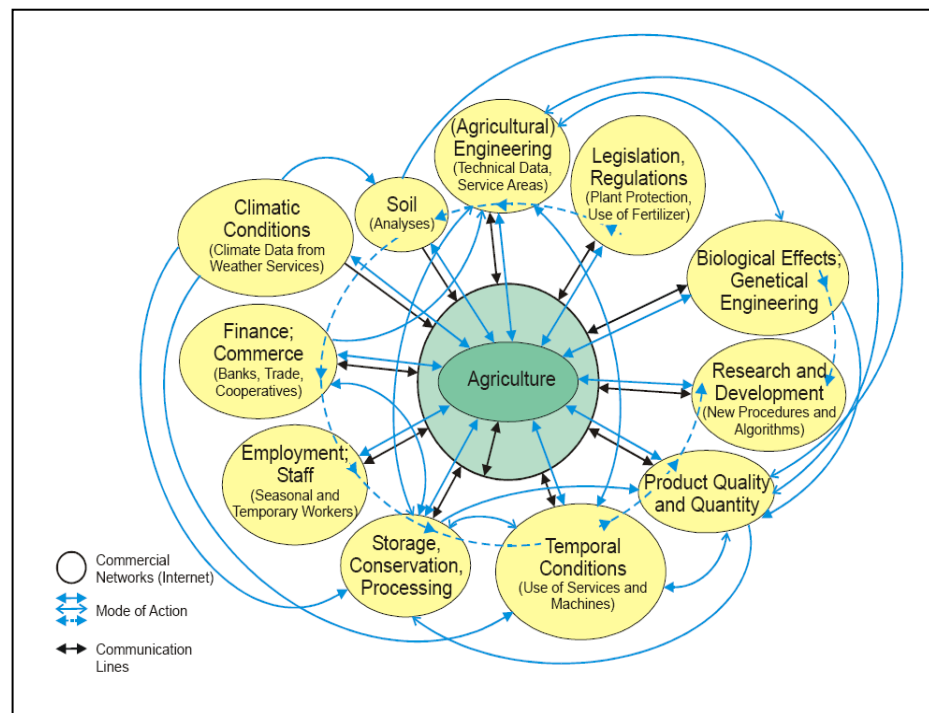 (Agricultural)
Engineering
(Technical Data,
Service Areas)
Legislation,
Regulations
(Plant Protection,
Use of Fertilizer)
Soil
(Analyses)
Climatic
Conditions
(Climate Data from
Weather Services)
Biological Effects;
Genetical
Engineering
Finance;
Commerce
(Banks, Trade,
Cooperatives)
Agriculture
Research and
Development
(New Procedures and
Algorithms)
Employment;
Staff
(Seasonal and
Temporary Workers)
Product Quality
and Quantity
Storage,
Conservation,
Processing
Temporal
Conditions
(Use of Services and
Machines)
Commercial
Networks (Internet)
Mode of Action
Communication
Lines